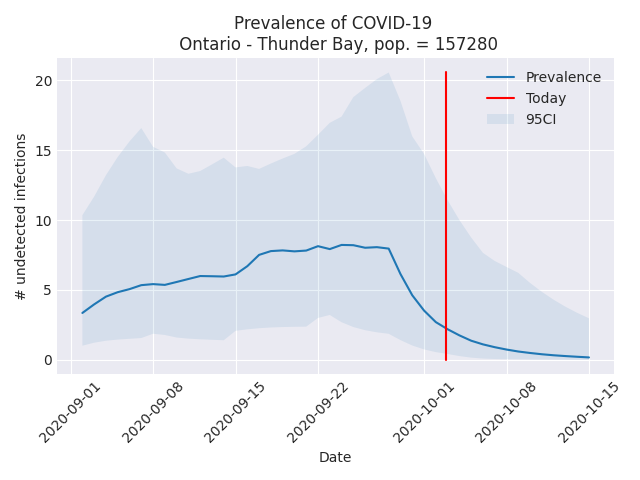 Prevalence of COVID-19
Ontario - Thunder Bay, pop. = 157280
Prevalence
Today
95CI
# undetected infections
20
15
10
5
0
2020-09-01
2020-09-08
2020-09-15
2020-09-22
2020-10-01
2020-10-08
2020-10-15
Date